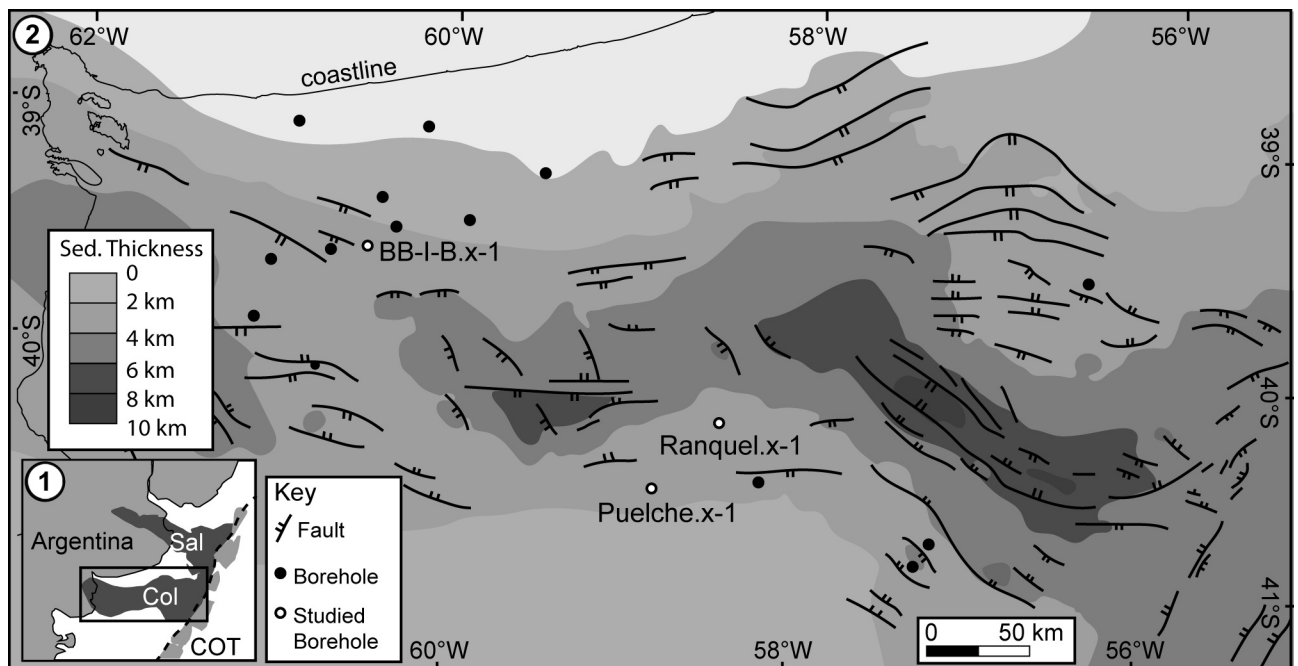 2
62°W
60°W
58°W
56°W
coastline
39°S
39°S
BB-I-B.x-1
Sed. Thickness
0
2 km
4 km
6 km
8 km
10 km
40°S
40°S
Ranquel.x-1
Puelche.x-1
1
Argentina
Sal
Col
COT
Key
Fault
Borehole
Studied
Borehole
0 50 km
41°S
60°W
58°W
56°W